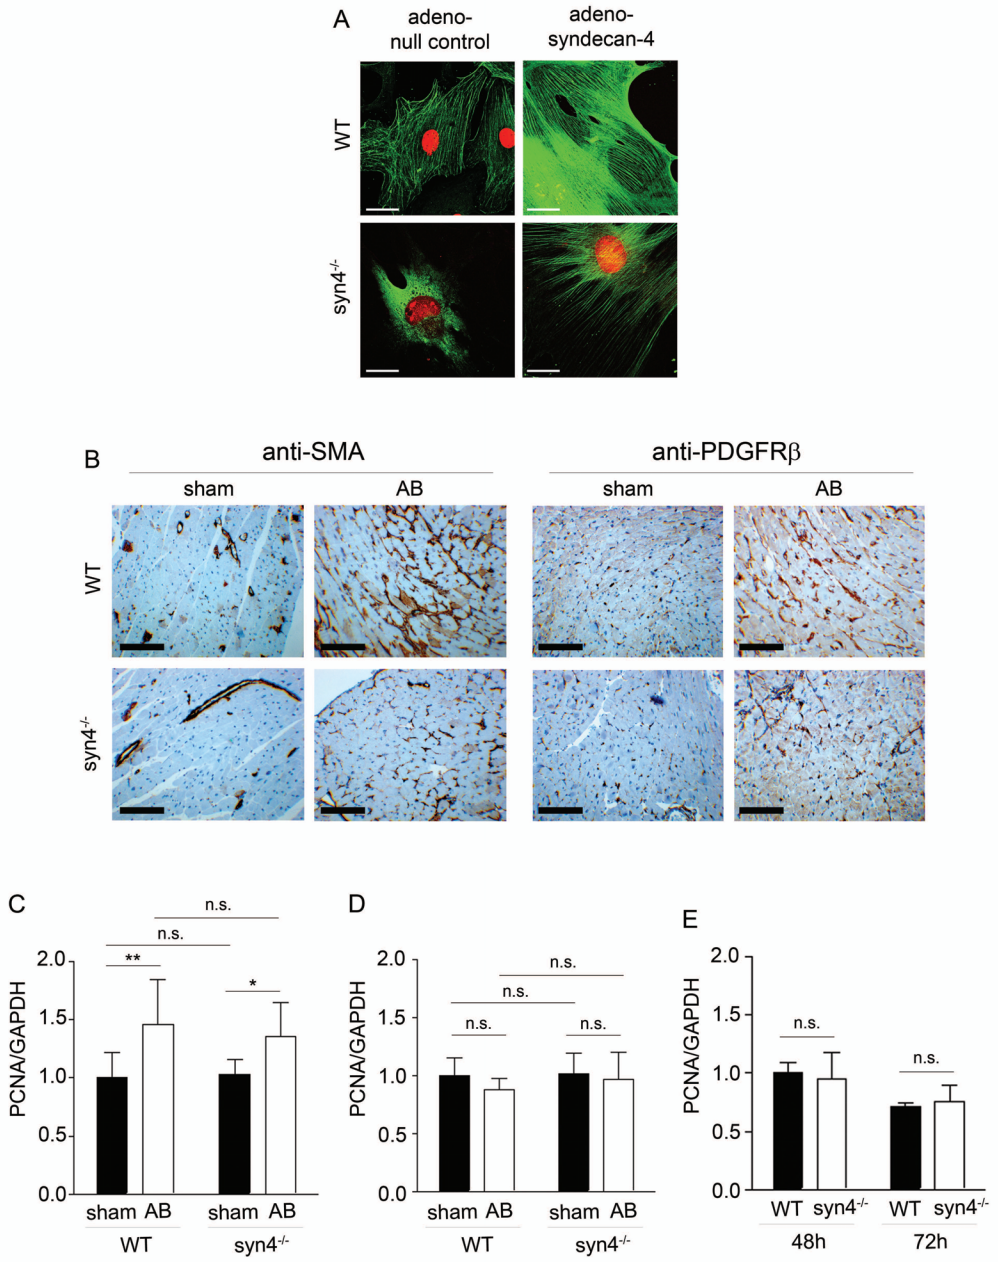 A
adeno-
null control
adeno-
syndecan-4
WT
syn4-/-
B
anti-SMA
anti-PDGFRβ
sham
AB
sham
AB
WT
syn4-/-
C
n.s.
n.s.
**
*
PCNA/GAPDH
2.0
1.5
1.0
0.5
0.0
sham AB
sham AB
WT
syn4-/-
D
n.s.
n.s.
n.s.
n.s.
PCNA/GAPDH
2.0
1.5
1.0
0.5
0.0
sham AB
sham AB
WT
syn4-/-
E
n.s.
n.s.
PCNA/GAPDH
2.0
1.5
1.0
0.5
0.0
WT syn4-/-
WT syn4-/-
48h
72h